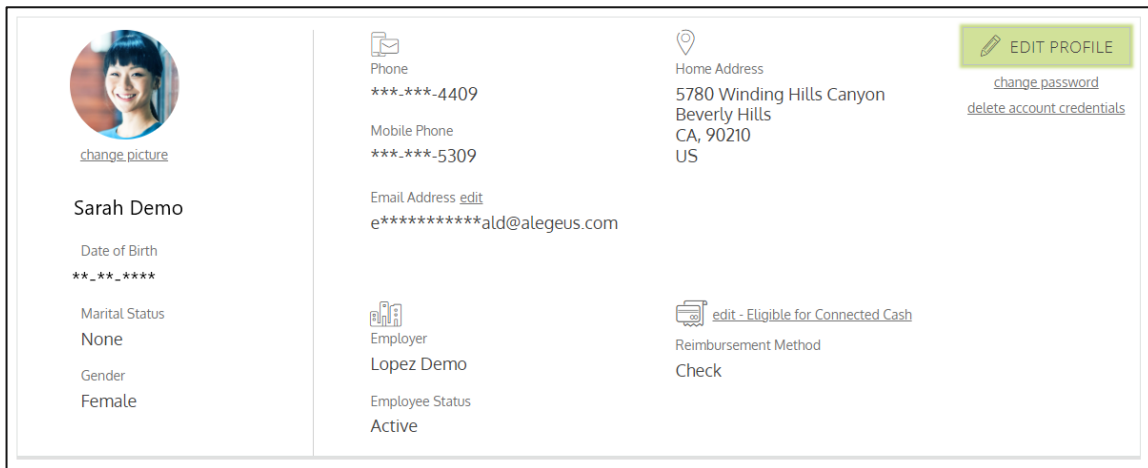 change picture
Sarah Demo
Date of Birth
**-**-****
Marital Status
None
Gender
Female
Phone
***-***-4409
Mobile Phone
***-***-5309
Email Address edit
e***********ald@alegeus.com
Home Address
5780 Winding Hills Canyon
Beverly Hills
CA, 90210
US
EDIT PROFILE
change password
delete account credentials
Employer
Lopez Demo
Employee Status
Active
edit - Eligible for Connected Cash
Reimbursement Method
Check